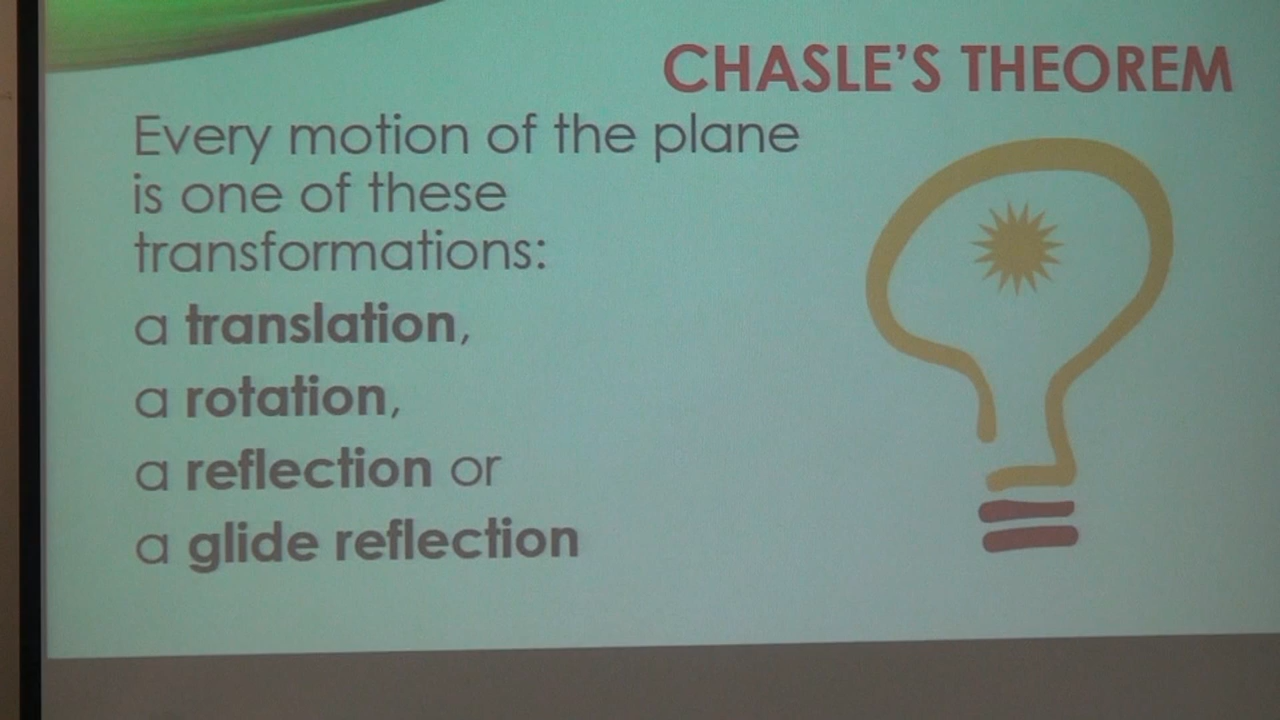 CHASLE'S THEOREM
Every motion of the plane
is one of these
transformations:
a translation,
a rotation,
a reflection or
a glide reflection